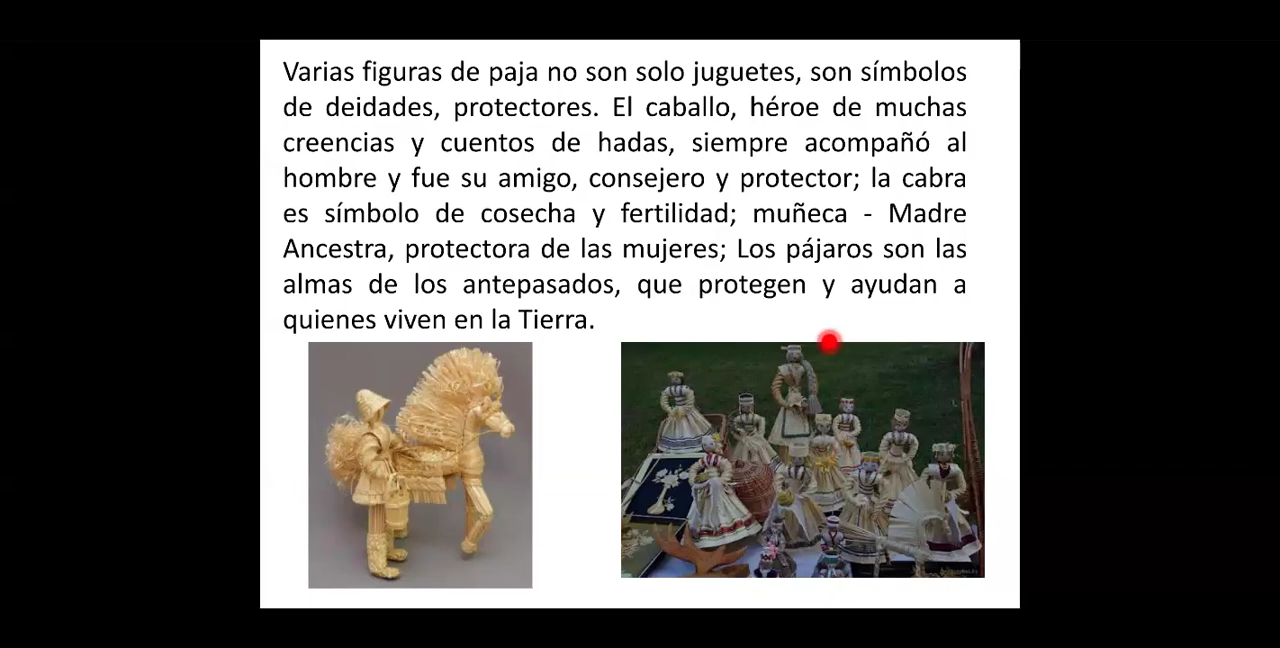 Varias figuras de paja no son solo juguetes, son símbolos
de deidades, protectores. El caballo, héroe de muchas
creencias y cuentos de hadas, siempre acompañó al
hombre y fue su amigo, consejero y protector; la cabra
es símbolo de cosecha y fertilidad; muñeca - Madre
Ancestra, protectora de las mujeres; Los pájaros son las
almas de los antepasados, que protegen y ayudan a
quienes viven en la Tierra.